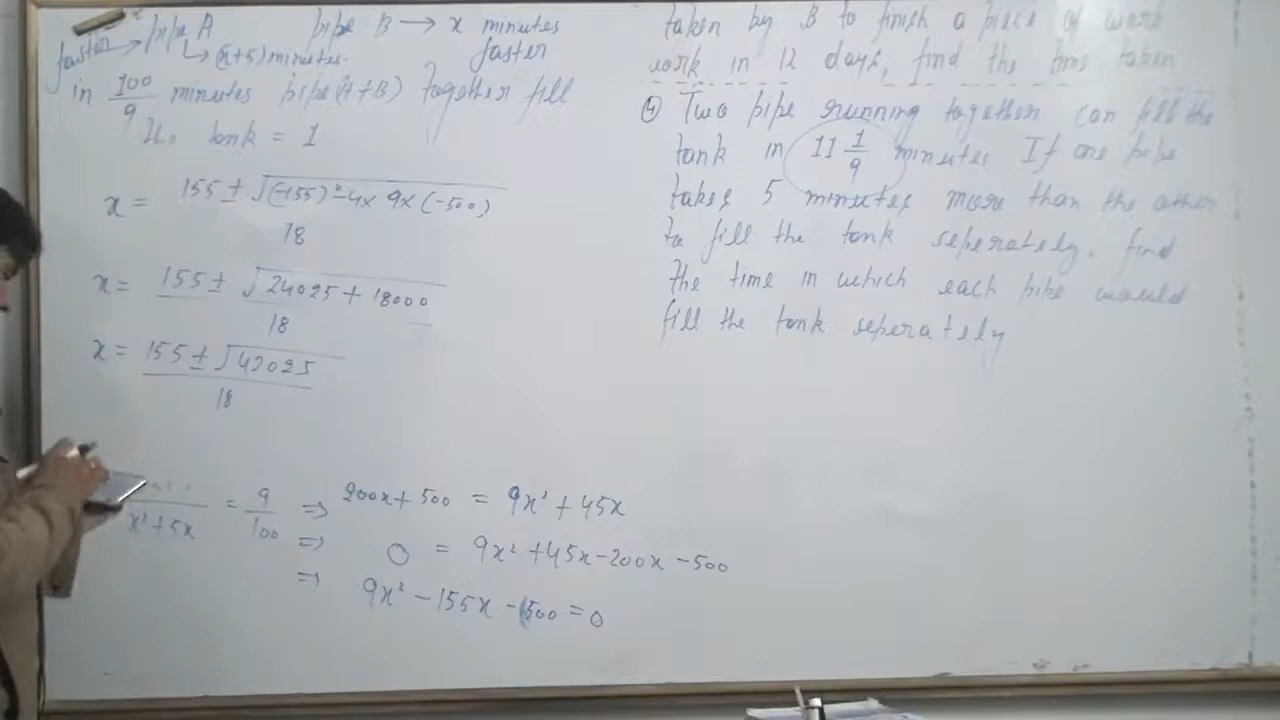 faster → pipe A
↳ (x+5) minutes.
pipe B → x minutes
faster
in 100/9 minutes pipe (A+B) together fill
the tank = 1
x = 155 ± √(-155)² - 4x 9x (-500) / 18
x = 155 ± √24025 + 18000 / 18
x = 155 ± √42025 / 18
x² + 5x = 9/100 ⇒ 200x + 500 = 9x² + 45x
⇒ 0 = 9x² + 45x - 200x - 500
⇒ 9x² - 155x - 500 = 0
taken by B to finish a piece of work
work in 12 days, find the time taken
④ Two pipe running together can fill the
tank in 11 1/9 minutes If one pipe
takes 5 minutes more than the other
to fill the tank seperately. find
the time in which each pipe would
fill the tank seperately